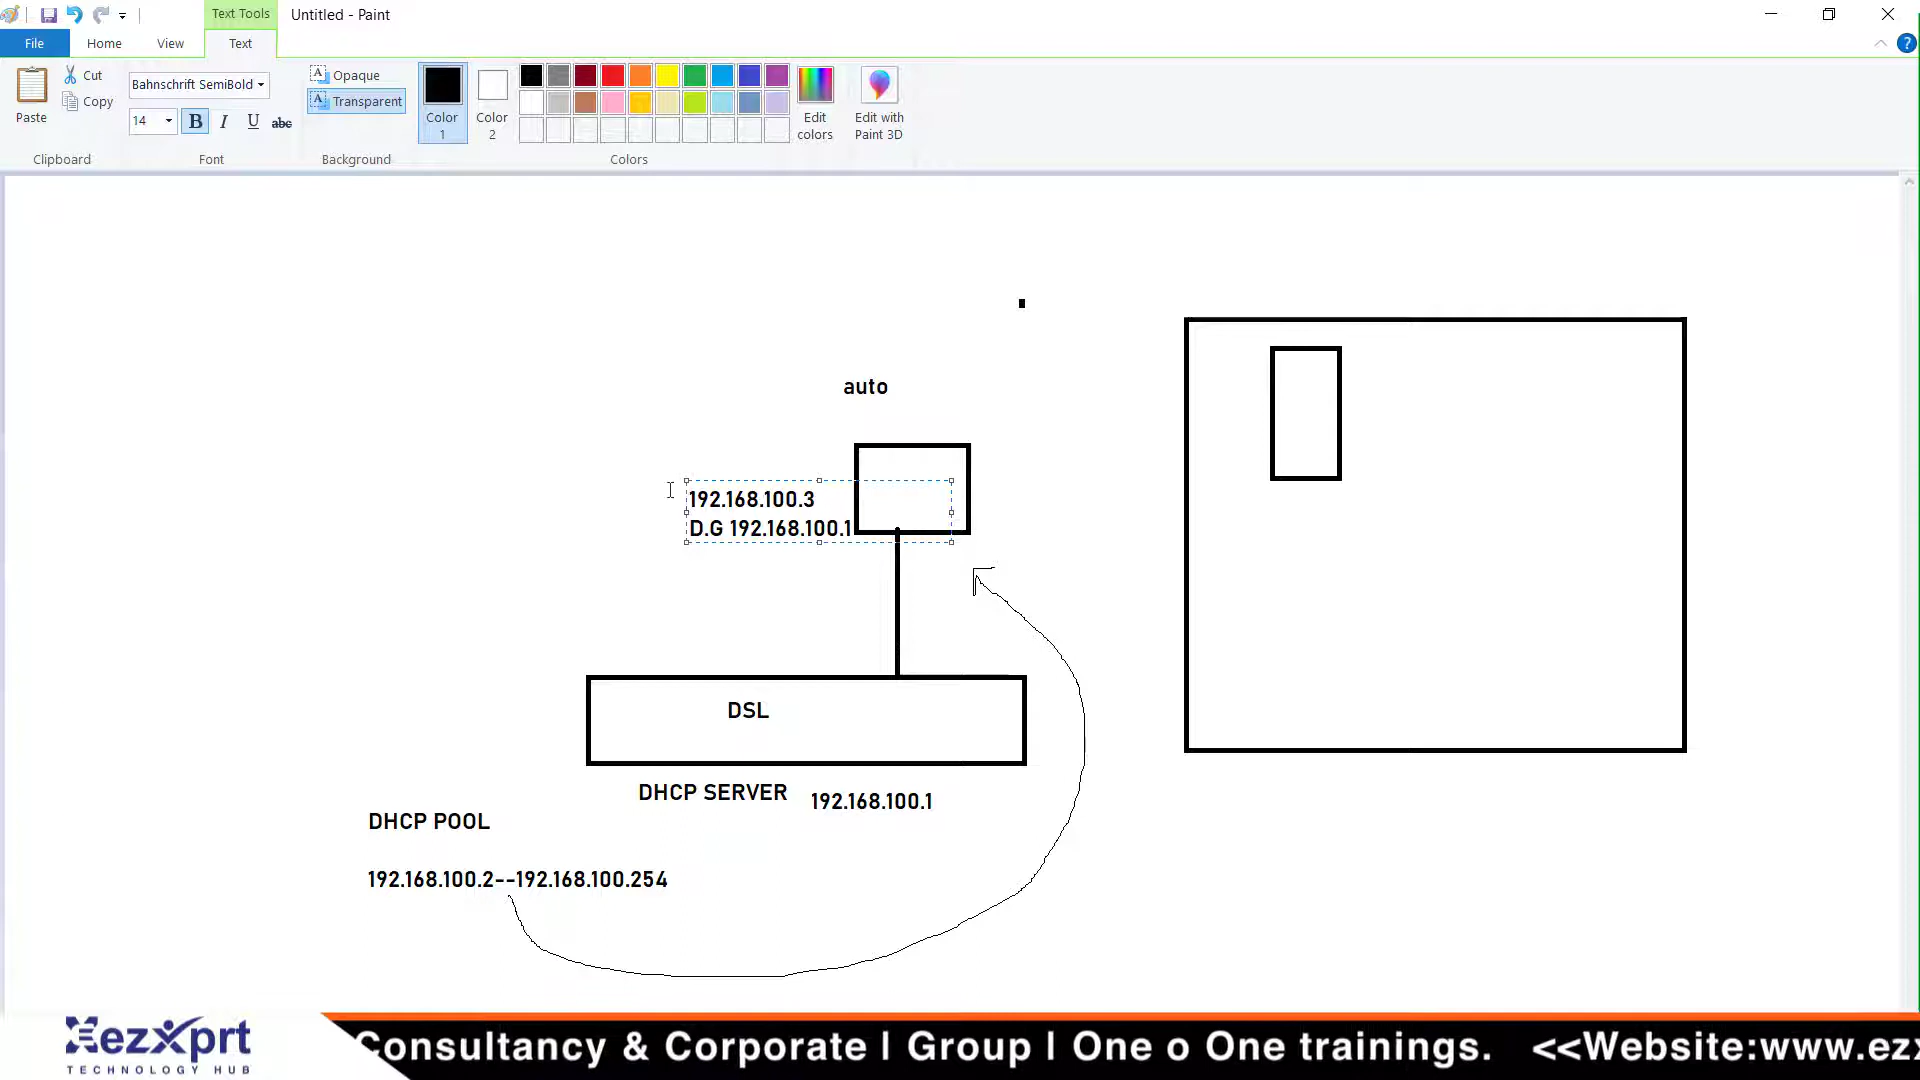 Text Tools
Untitled - Paint
File
Home
View
Text
Paste
Cut
Copy
Clipboard
Bahnschrift SemiBold
14
B I U abc
Font
Opaque
Transparent
Background
Color
1
Color
2
Colors
Edit
colors
Edit with
Paint 3D
auto
192.168.100.3
D.G 192.168.100.1
DSL
DHCP SERVER
192.168.100.1
DHCP POOL
192.168.100.2--192.168.100.254
ezXprt
TECHNOLOGY HUB
Consultancy & Corporate | Group | One o One trainings. <<Website:www.ezx